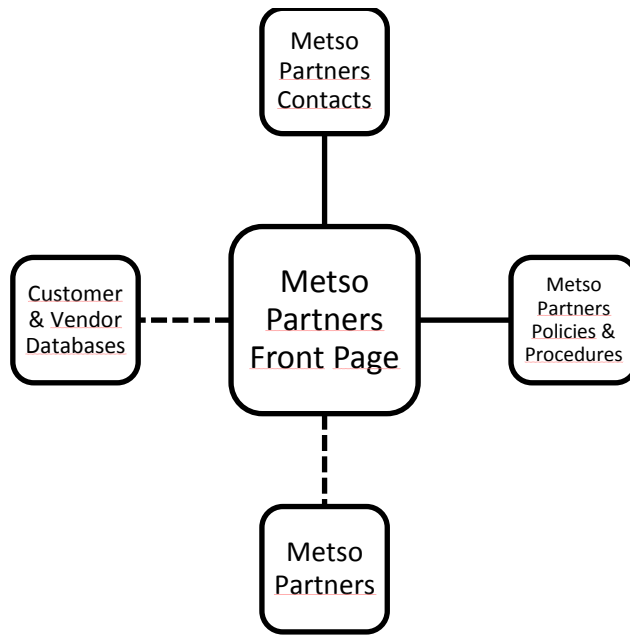 Metso
Partners
Contacts
Customer
& Vendor
Databases
Metso
Partners
Front Page
Metso
Partners
Policies &
Procedures
Metso
Partners